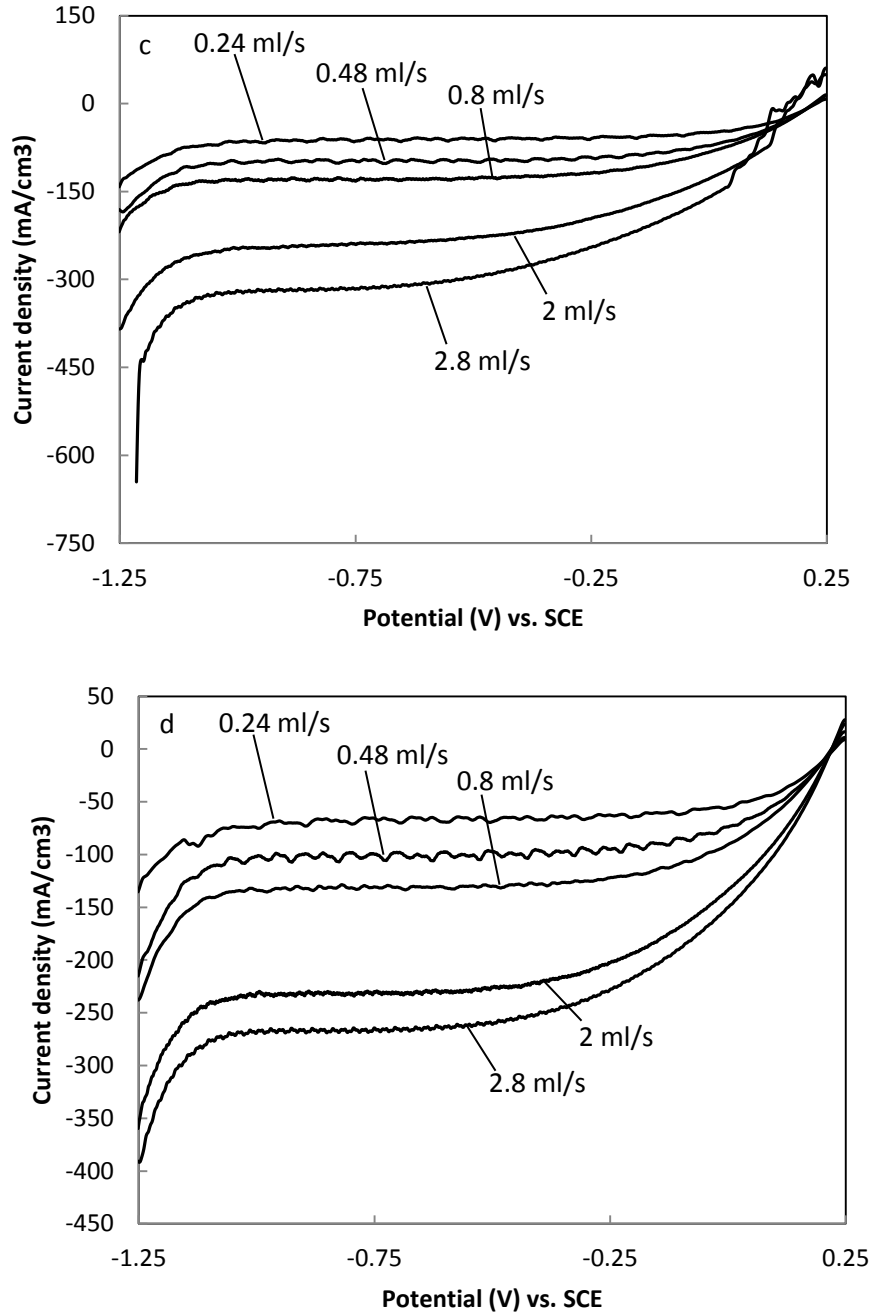 150
c
0.24 ml/s
0.48 ml/s
0.8 ml/s
0
-150
-300
2 ml/s
2.8 ml/s
-450
-600
-750
-1.25
-0.75
-0.25
0.25
Current density (mA/cm3)
Potential (V) vs. SCE
50
d
0.24 ml/s
0.48 ml/s
0.8 ml/s
0
-50
-100
-150
-200
-250
2 ml/s
-300
2.8 ml/s
-350
-400
-450
-1.25
-0.75
-0.25
0.25
Current density (mA/cm3)
Potential (V) vs. SCE